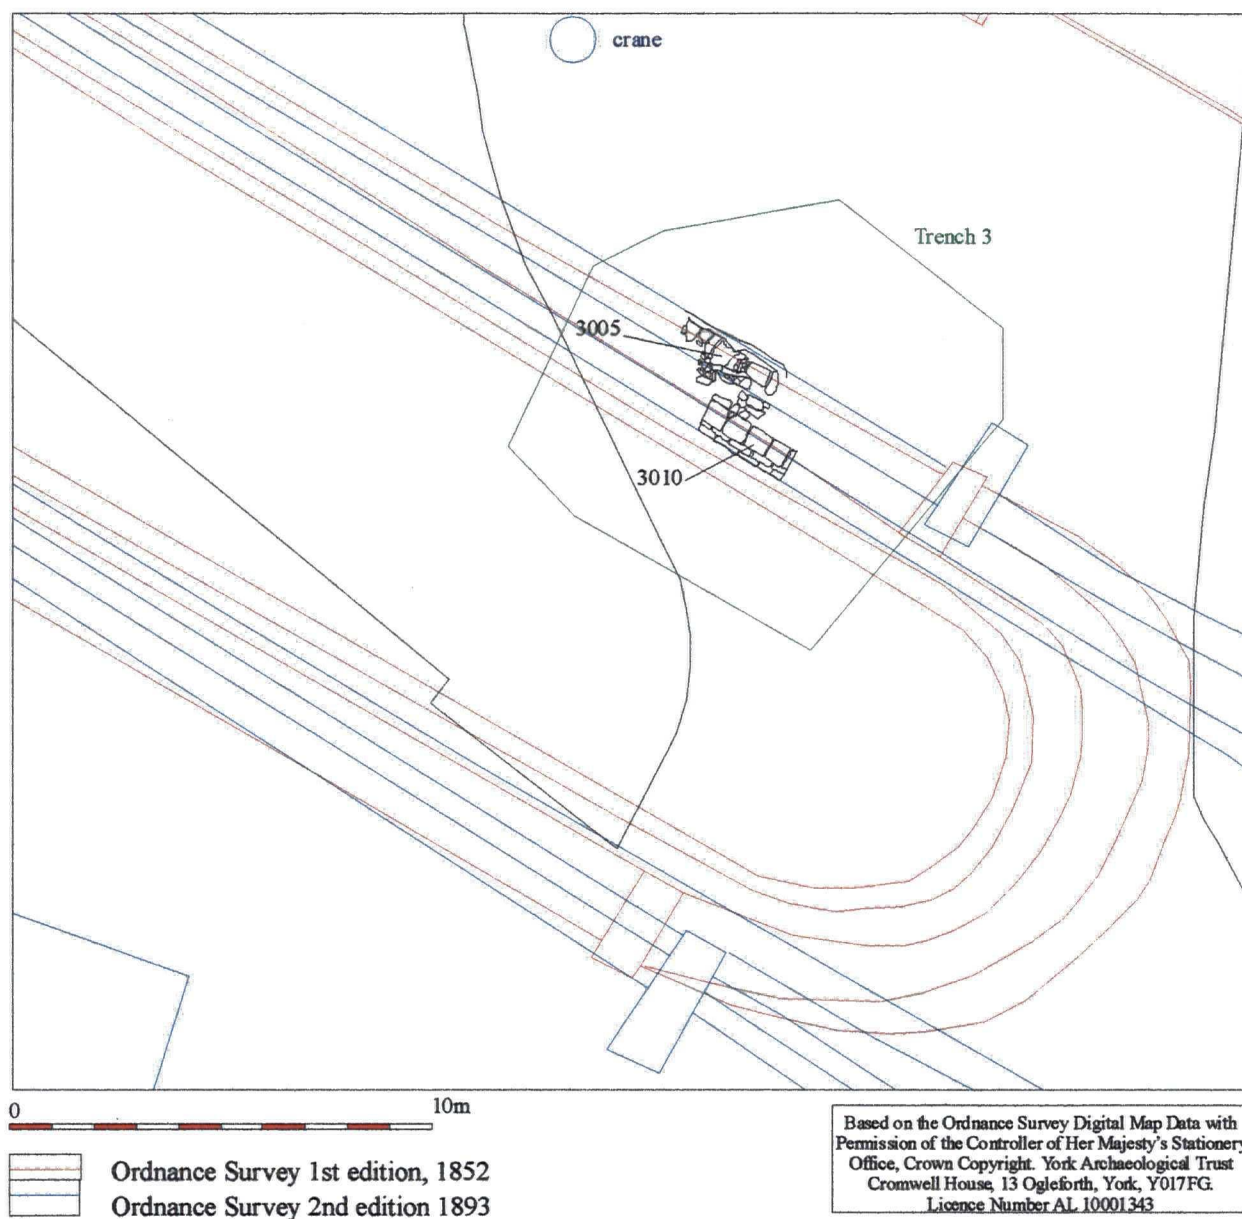 crane
Trench 3
3005
3010
0 10m
Ordnance Survey 1st edition, 1852
Ordnance Survey 2nd edition 1893
Based on the Ordnance Survey Digital Map Data with
Permission of the Controller of Her Majesty's Stationery
Office, Crown Copyright. York Archaeological Trust
Cromwell House, 13 Ogleforth, York, YO17FG.
Licence Number AL 10001343